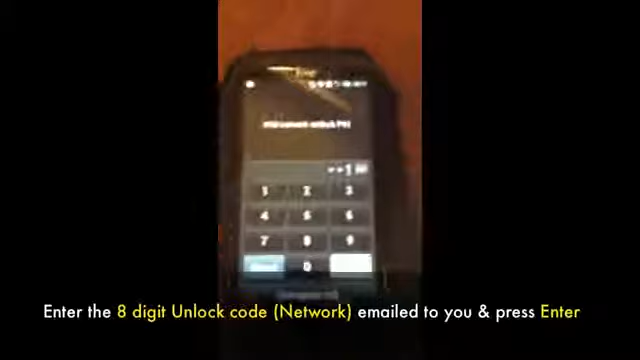 1 2 3
4 5 6
7 8 9
0
Enter the 8 digit Unlock code (Network) emailed to you & press Enter